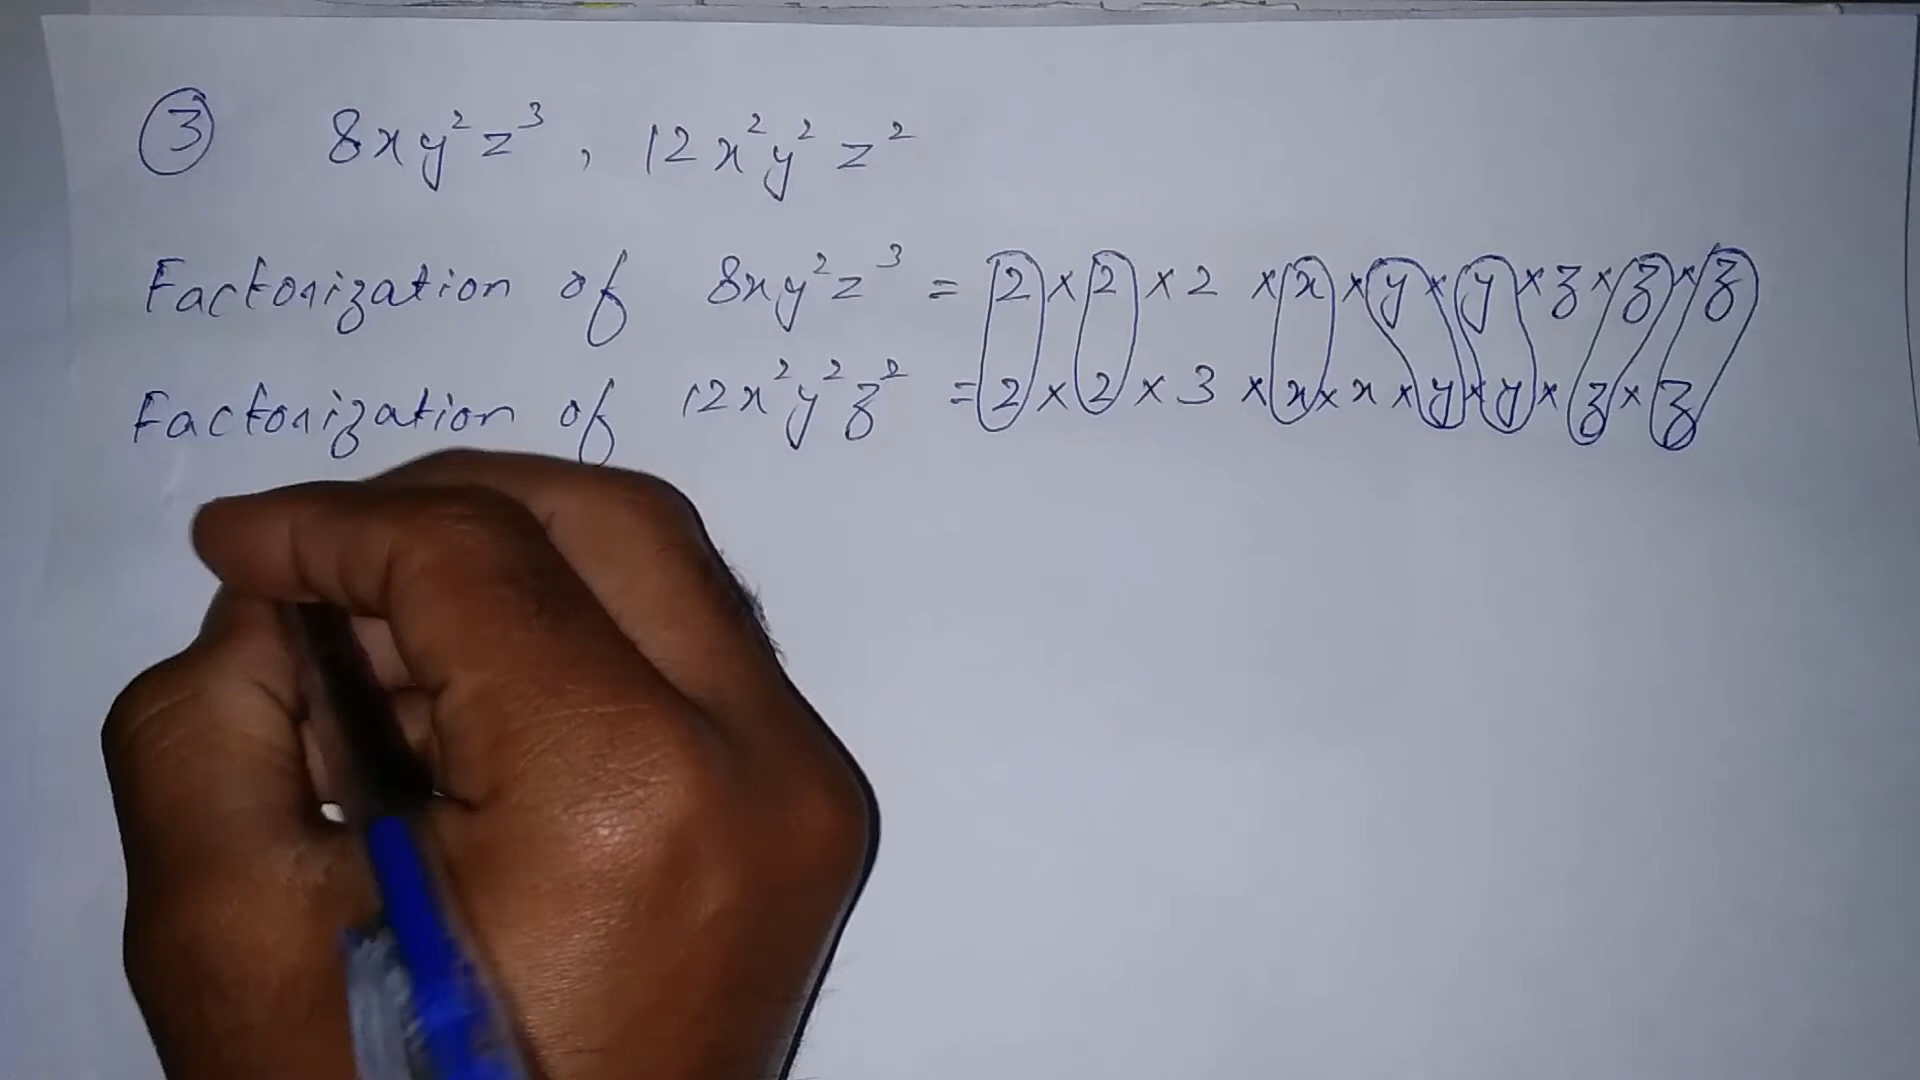 ③ 8xy²z³, 12x²y²z²
Factorization of 8xy²z³ = 2×2×2×x×y×y×z×z×z
Factorization of 12x²y²z² = 2×2×3×x×x×y×y×z×z